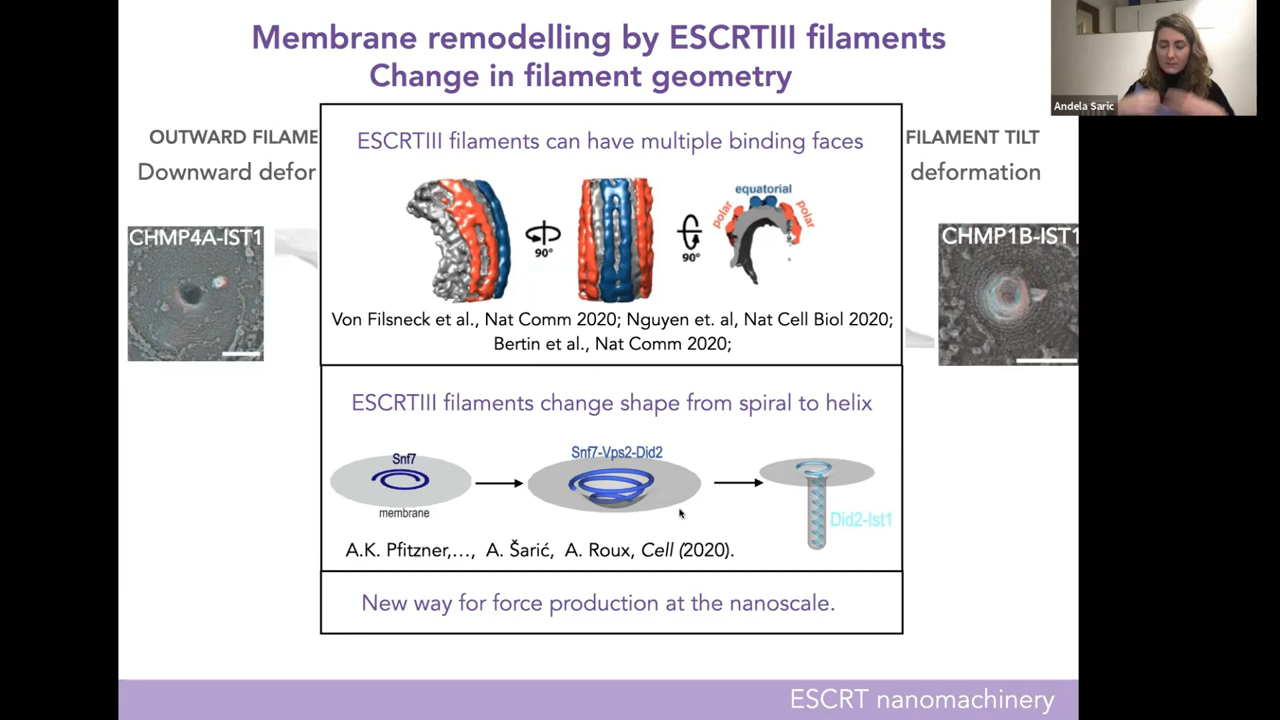 Membrane remodelling by ESCRTIII filaments
Change in filament geometry
Andela Saric
OUTWARD FILAME
Downward defor
FILAMENT TILT
deformation
ESCRTIII filaments can have multiple binding faces
CHMP4A-IST1
90°
90°
equatorial
polar
polar
CHMP1B-IST1
Von Filsneck et al., Nat Comm 2020; Nguyen et. al, Nat Cell Biol 2020;
Bertin et al., Nat Comm 2020;
ESCRTIII filaments change shape from spiral to helix
Snf7
membrane
Snf7-Vps2-Did2
Did2-Ist1
A.K. Pfitzner,..., A. Šarić, A. Roux, Cell (2020).
New way for force production at the nanoscale.
ESCRT nanomachinery